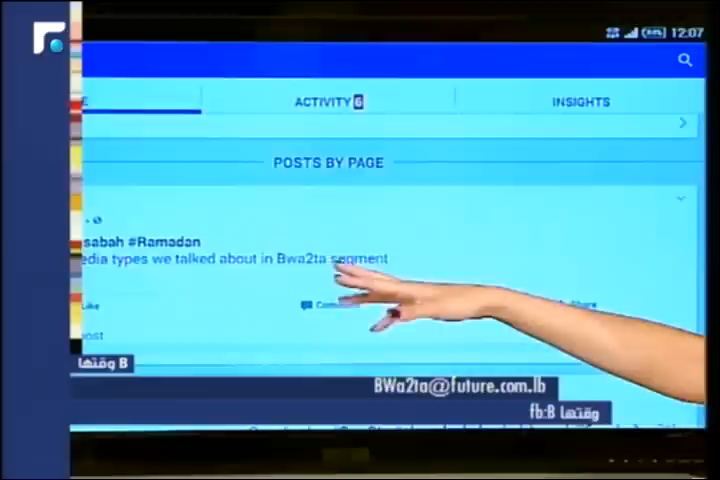 12:07
ACTIVITY 6
INSIGHTS
POSTS BY PAGE
sabah #Ramadan
edia types we talked about in Bwa2ta segment
ike
Share
ost
B وقتها
BWa2ta@future.com.lb
fb:B وقتها